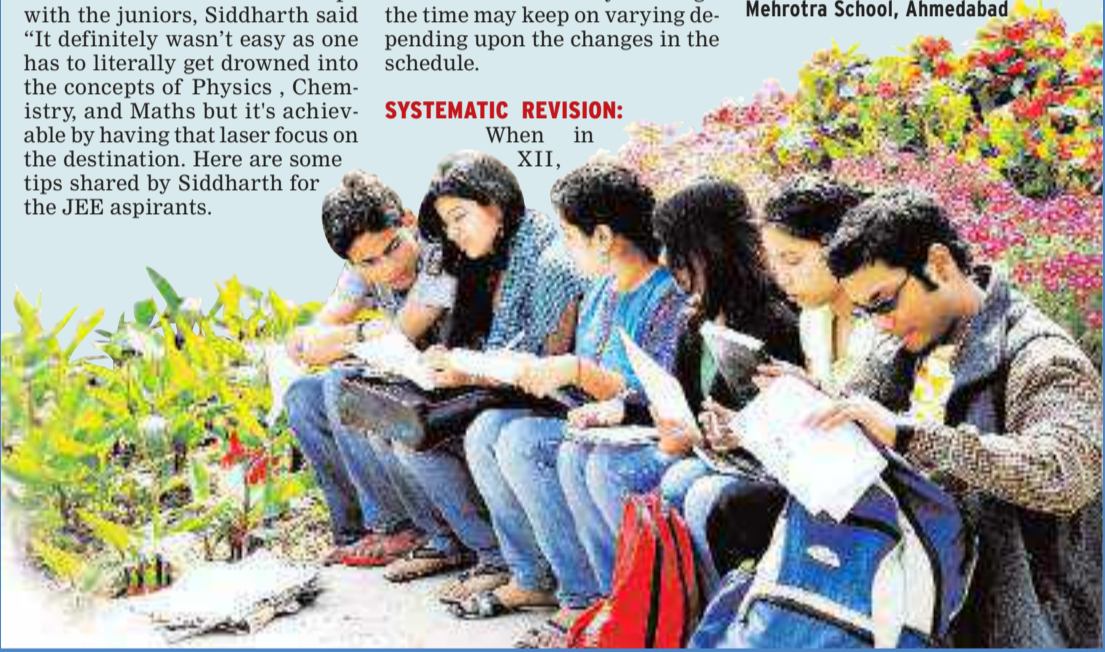 with the juniors, Siddharth said
“It definitely wasn’t easy as one
has to literally get drowned into
the concepts of Physics , Chem-
istry, and Maths but it's achiev-
able by having that laser focus on
the destination. Here are some
tips shared by Siddharth for
the JEE aspirants.
the time may keep on varying de-
pending upon the changes in the
schedule.
SYSTEMATIC REVISION:
When in
XII,
Mehrotra School, Ahmedabad